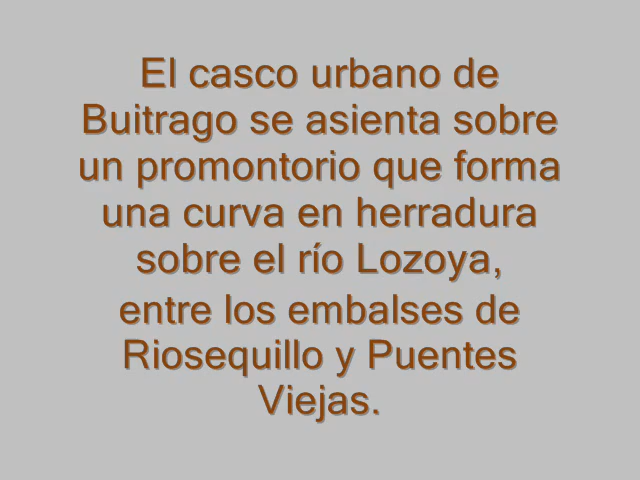 El casco urbano de
Buitrago se asienta sobre
un promontorio que forma
una curva en herradura
sobre el río Lozoya,
entre los embalses de
Riosequillo y Puentes
Viejas.